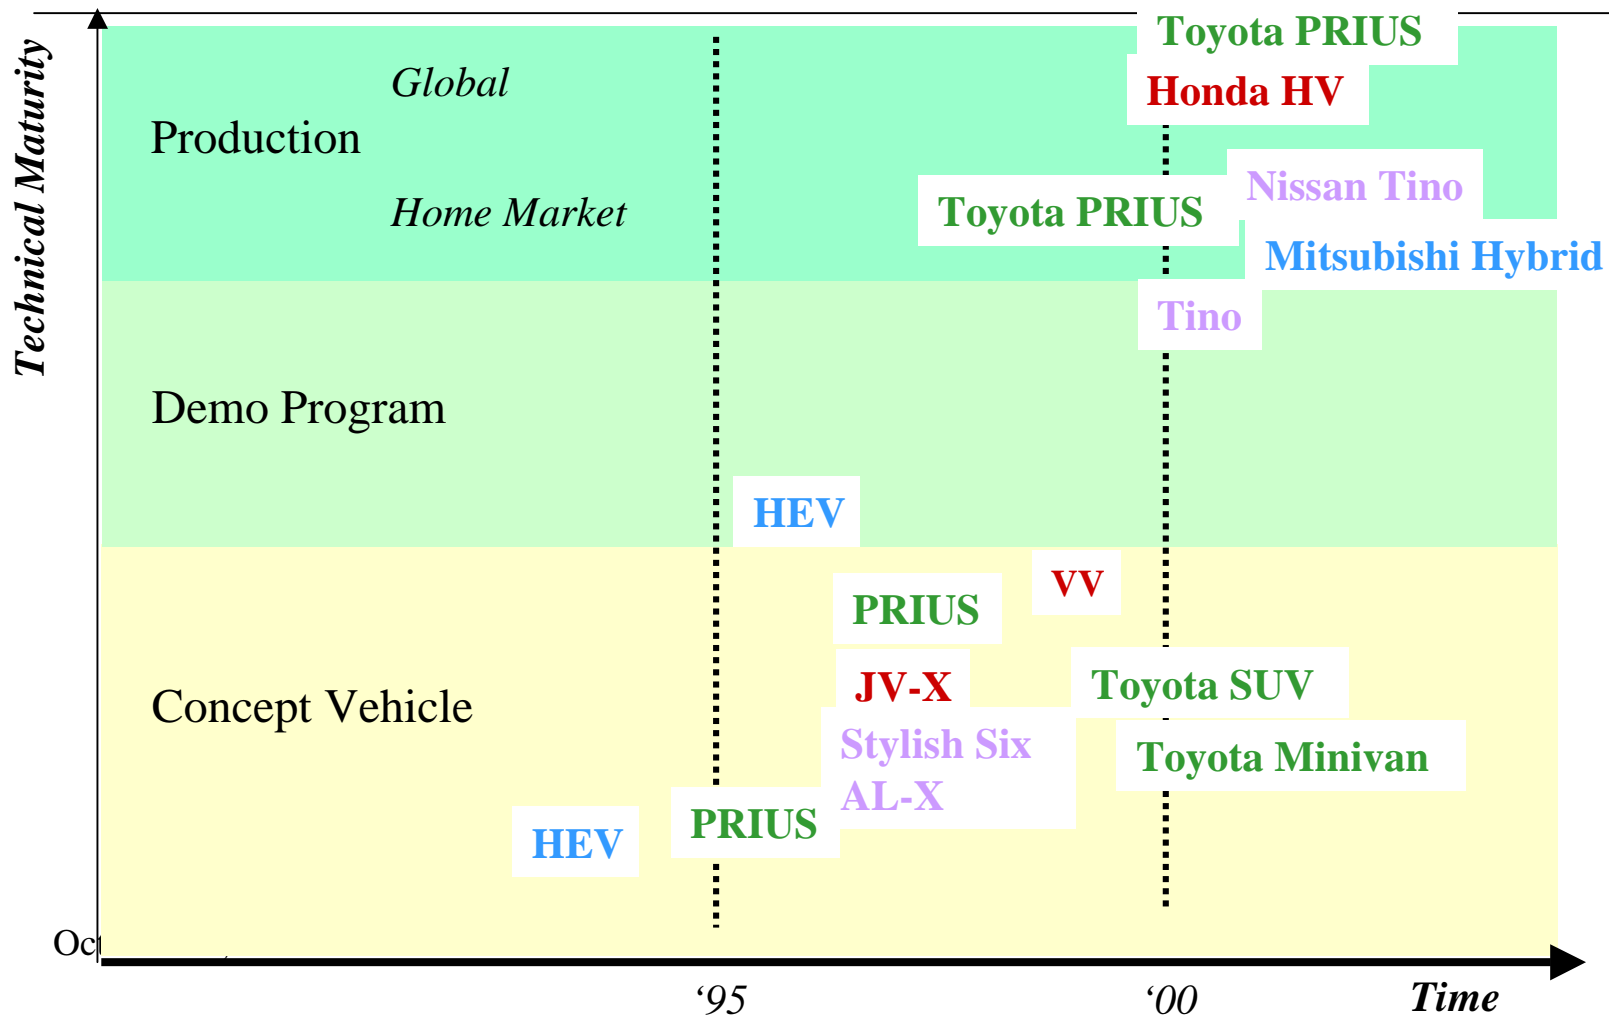 Toyota PRIUS
Global
Honda HV
Production
Technical Maturity
Nissan Tino
Home Market
Toyota PRIUS
Mitsubishi Hybrid
Tino
Demo Program
HEV
VV
PRIUS
JV-X
Toyota SUV
Concept Vehicle
Stylish Six
Toyota Minivan
AL-X
PRIUS
HEV
‘95
‘00
Time